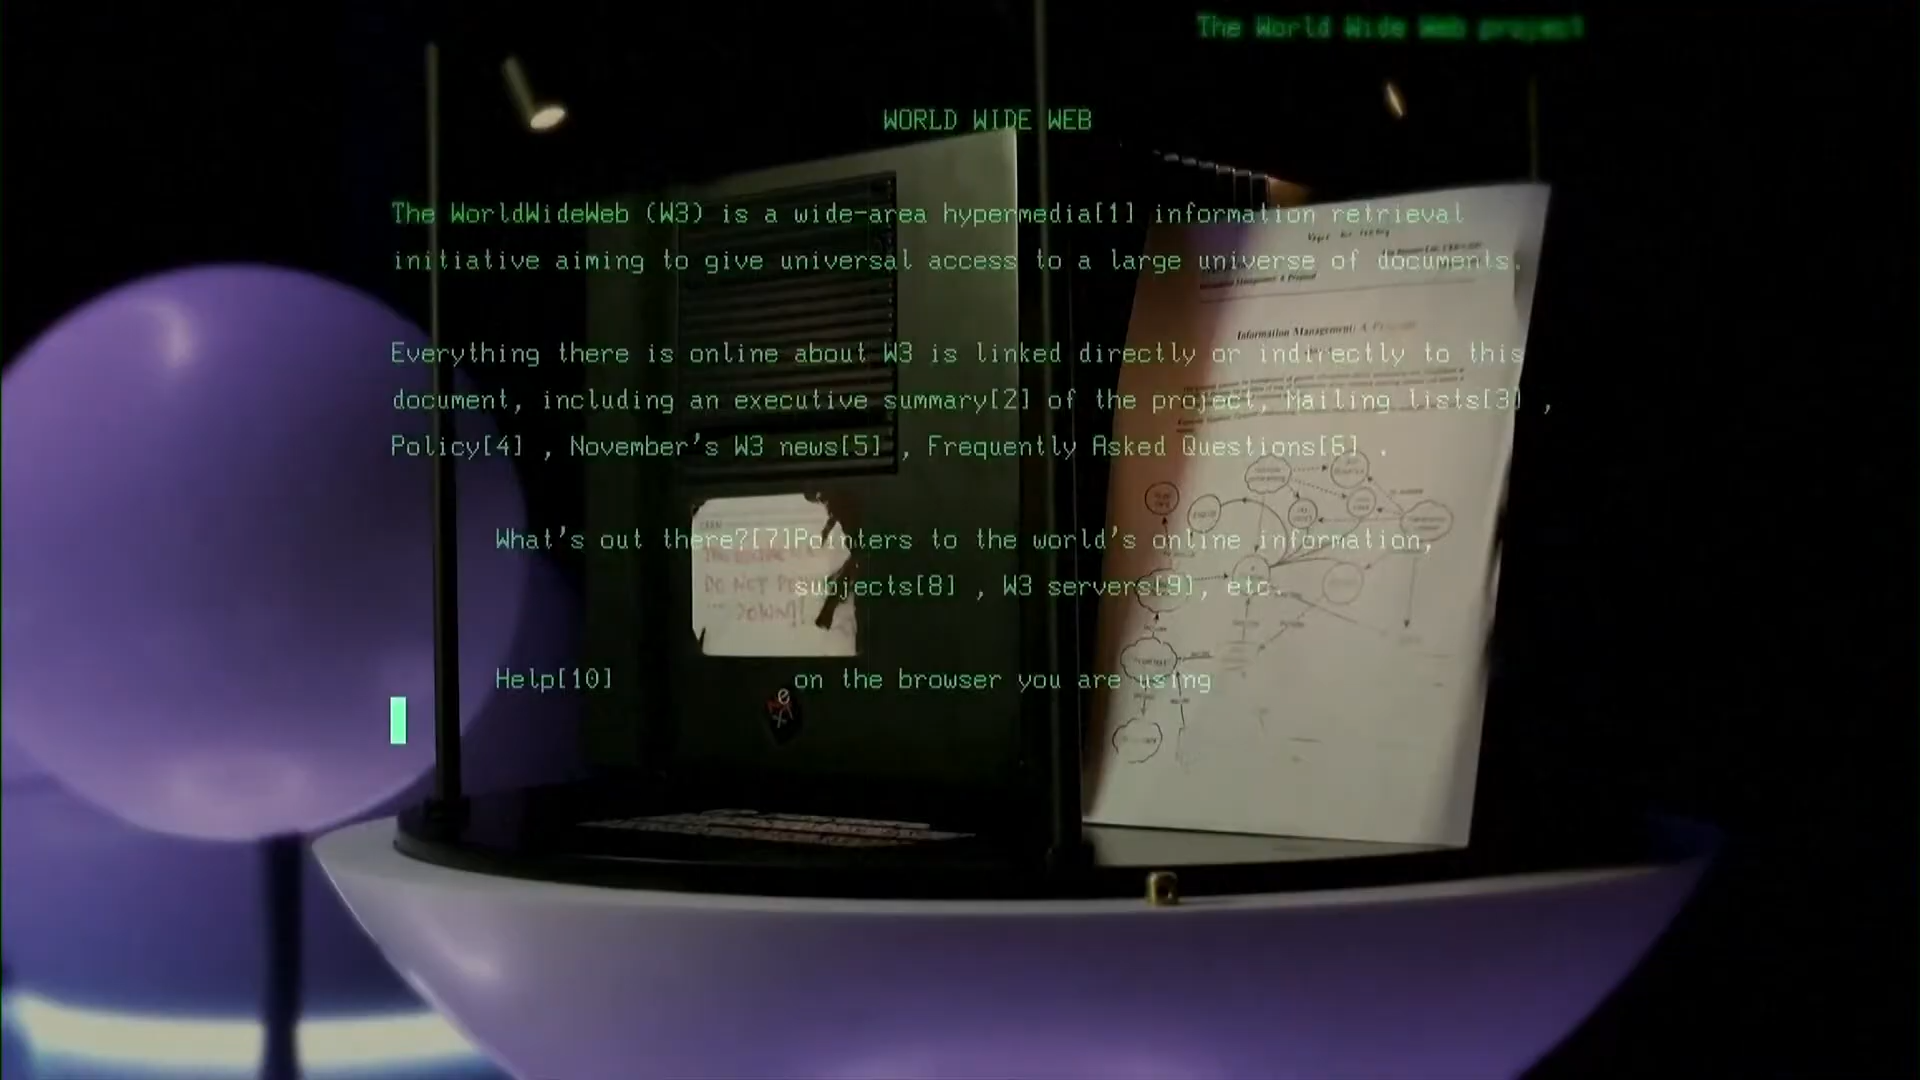 The World Wide Web project
WORLD WIDE WEB
The WorldWideWeb (W3) is a wide-area hypermedia[1] information retrieval
initiative aiming to give universal access to a large universe of documents.
Everything there is online about W3 is linked directly or indirectly to this
document, including an executive summary[2] of the project, Mailing lists[3] ,
Policy[4] , November's W3 news[5] , Frequently Asked Questions[6] .
What's out there?[7]Pointers to the world's online information,
subjects[8] , W3 servers[9], etc.
Help[10] on the browser you are using
Information Management: A
DO NOT
DOWN!!